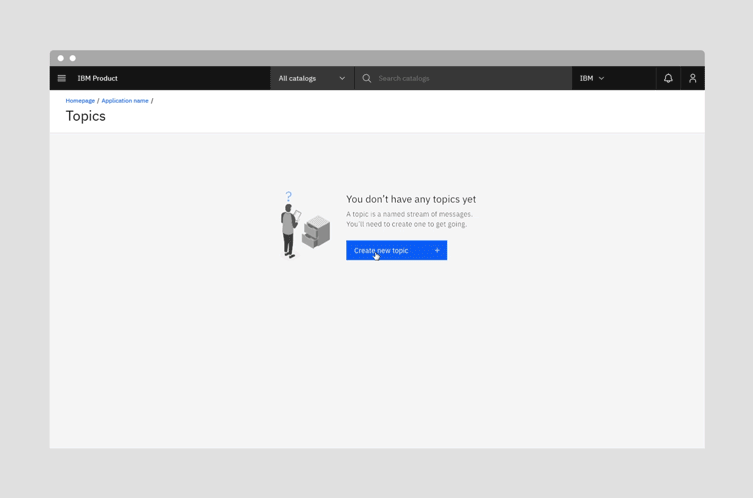 IBM Product
All catalogs
Search catalogs
IBM
Homepage / Application name /
Topics
?
You don't have any topics yet
A topic is a named stream of messages.
You'll need to create one to get going.
Create new topic +